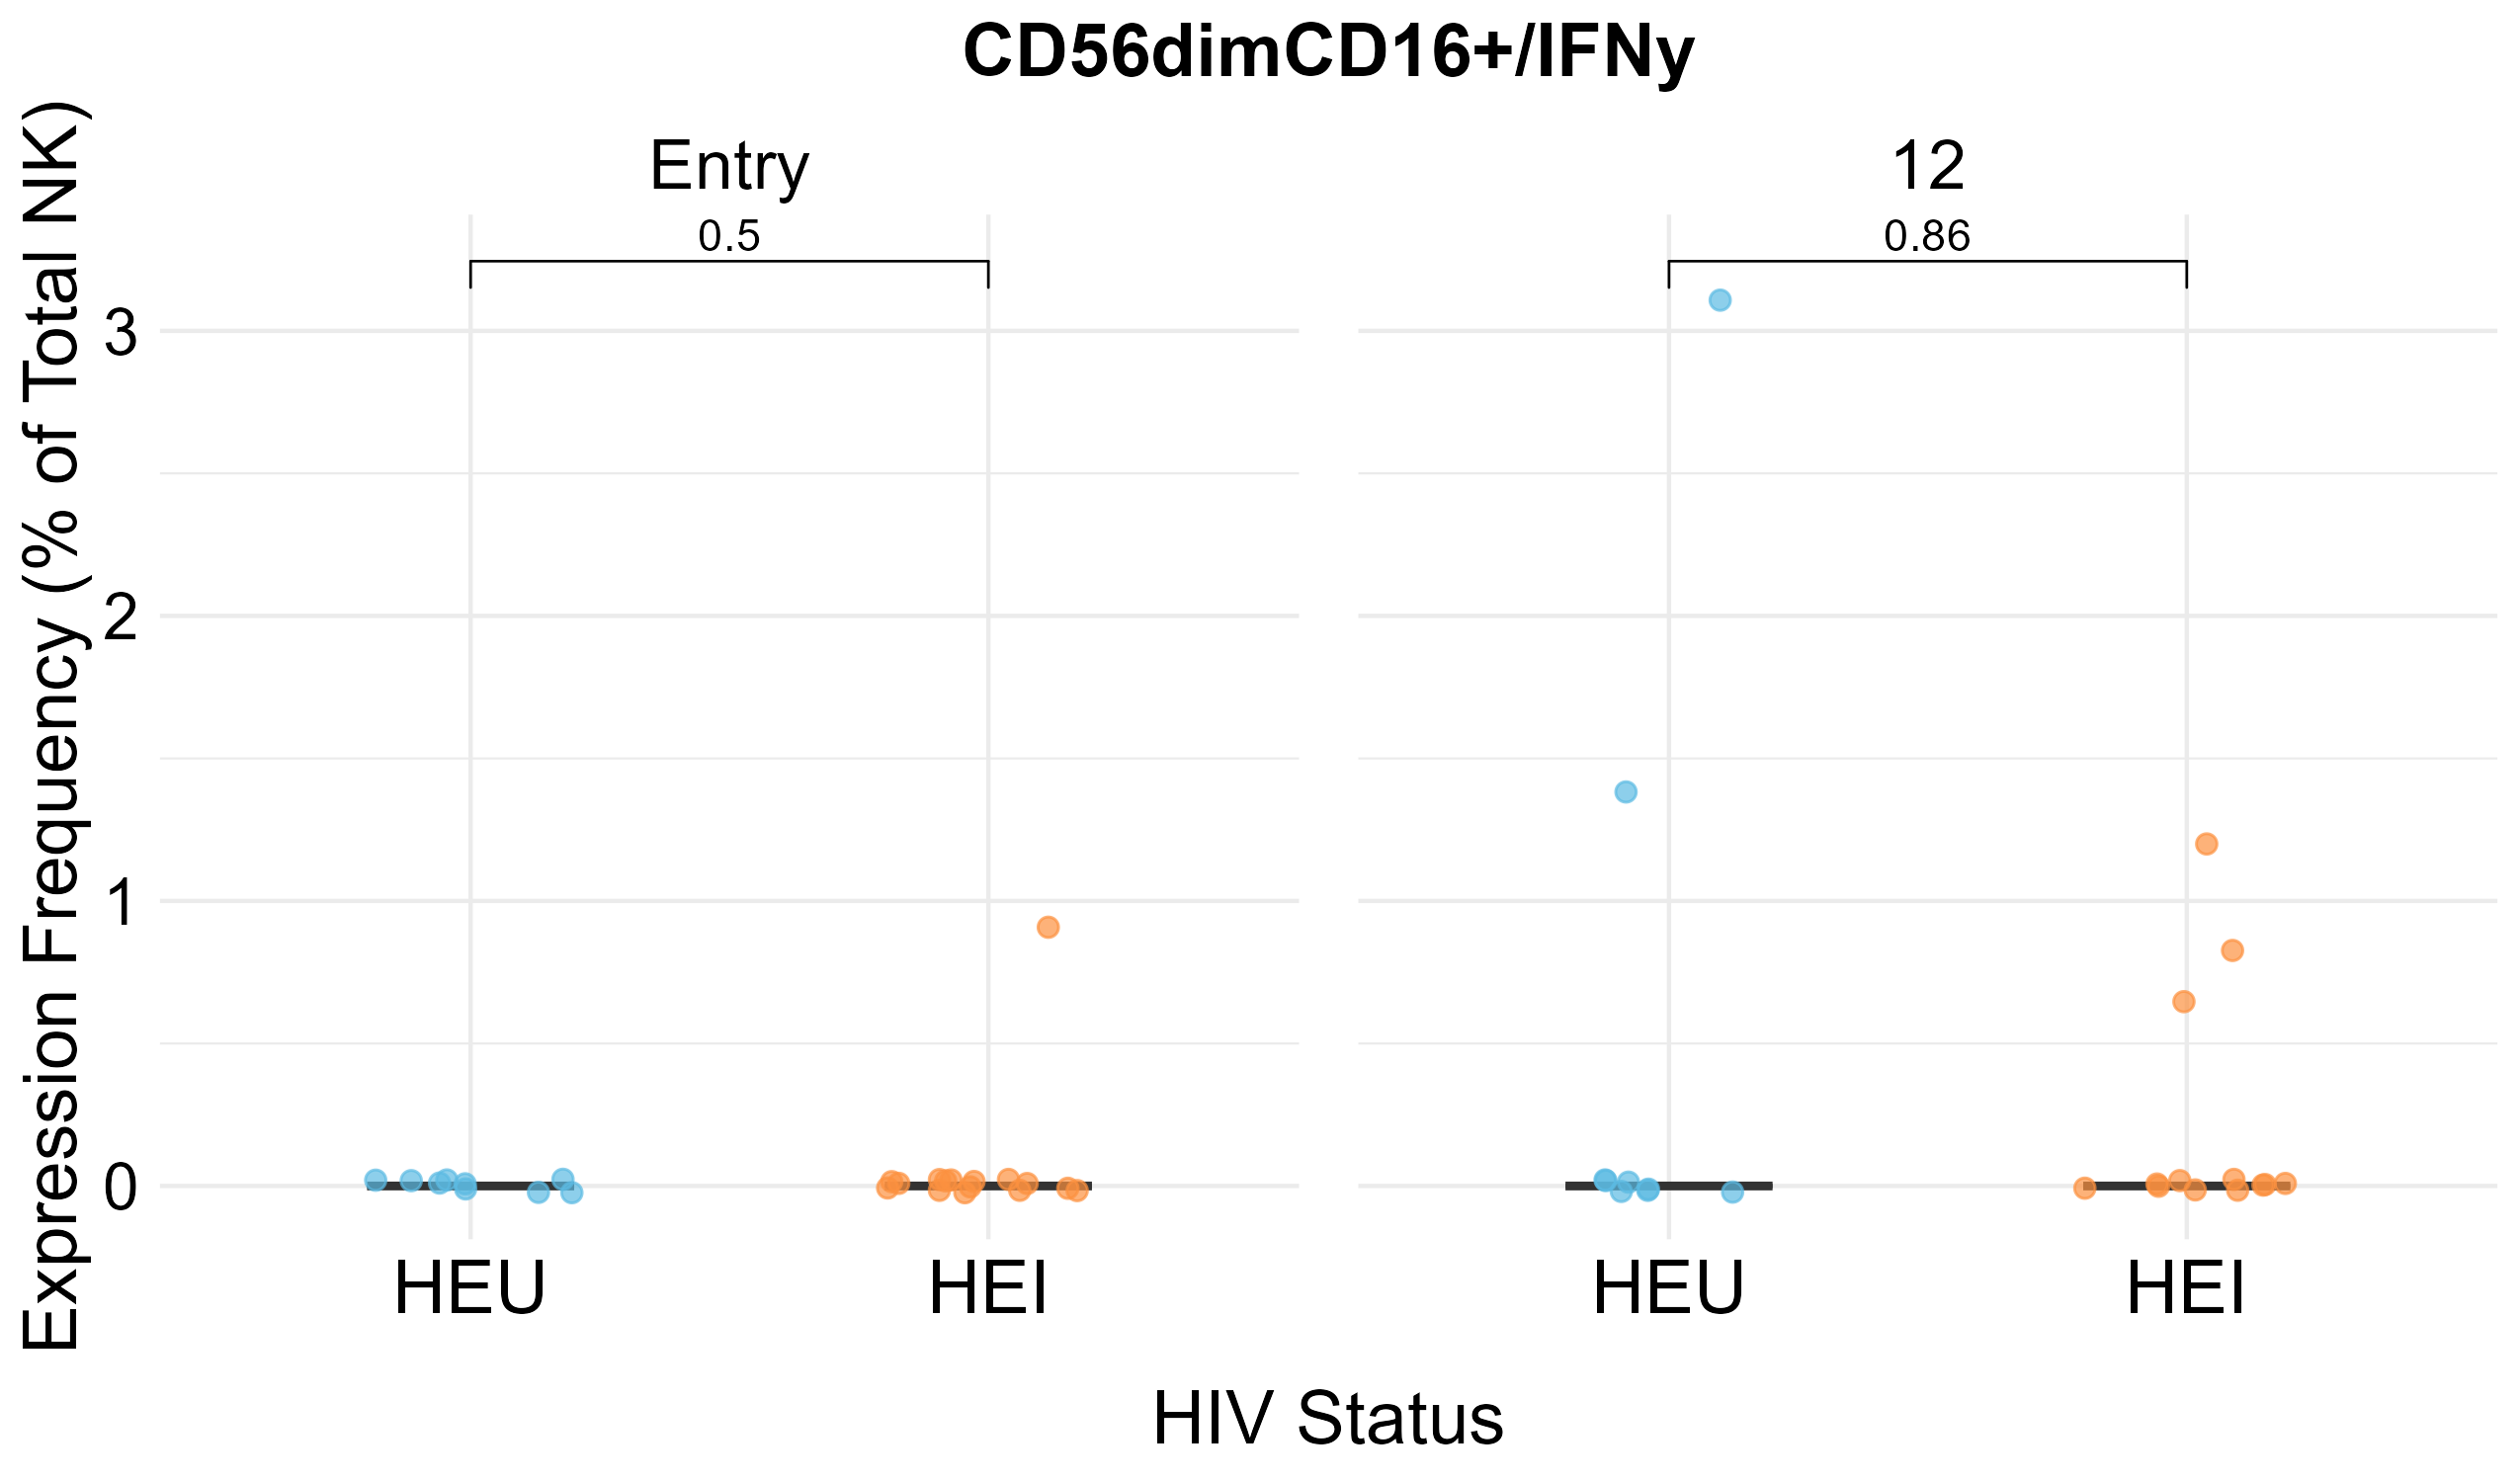 CD56dimCD16+/IFNy
Entry
12
0.5
0.86
Expression Frequency (% of Total NK)
3
2
1
0
HEU
HEI
HEU
HEI
HIV Status